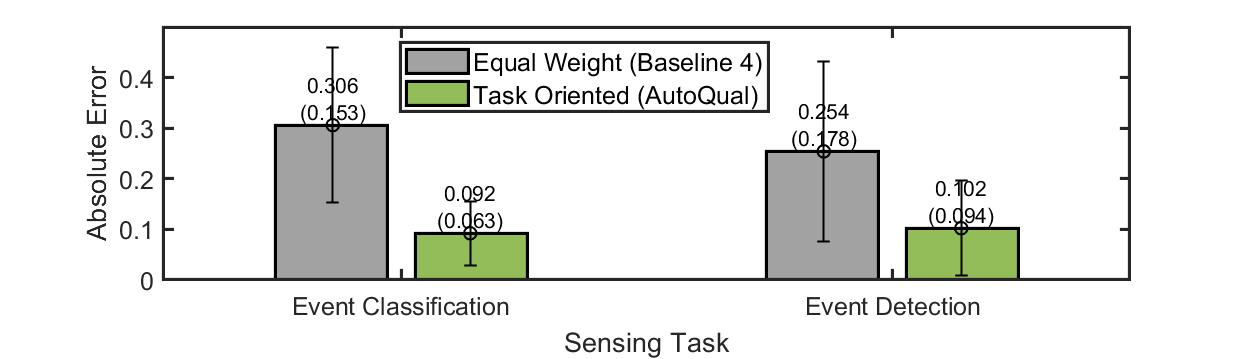 Absolute Error
0.4
0.3
0.2
0.1
0
Equal Weight (Baseline 4)
Task Oriented (AutoQual)
0.306
(0.153)
0.092
(0.063)
0.254
(0.178)
0.102
(0.094)
Event Classification
Event Detection
Sensing Task